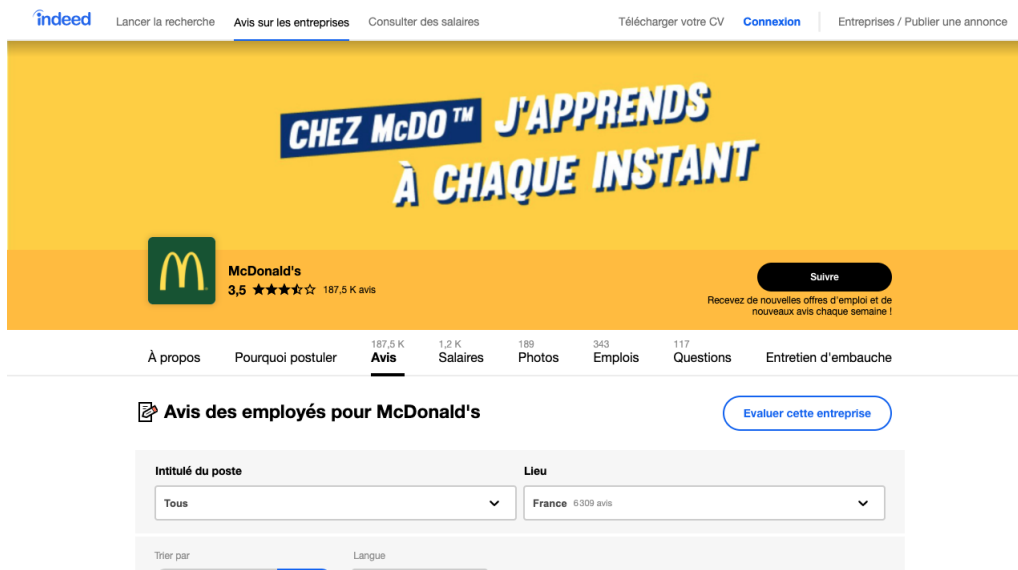 indeed
Lancer la recherche Avis sur les entreprises Consulter des salaires Télécharger votre CV Connexion Entreprises / Publier une annonce
CHEZ McDO™ J'APPRENDS
À CHAQUE INSTANT
McDonald's
3,5 187,5 K avis
Suivre
Recevez de nouvelles offres d'emploi et de
nouveaux avis chaque semaine !
187,5 K 1,2 K 189 343 117
À propos Pourquoi postuler Avis Salaires Photos Emplois Questions Entretien d'embauche
Avis des employés pour McDonald's
Evaluer cette entreprise
Intitulé du poste Lieu
Tous France 6 309 avis
Trier par Langue